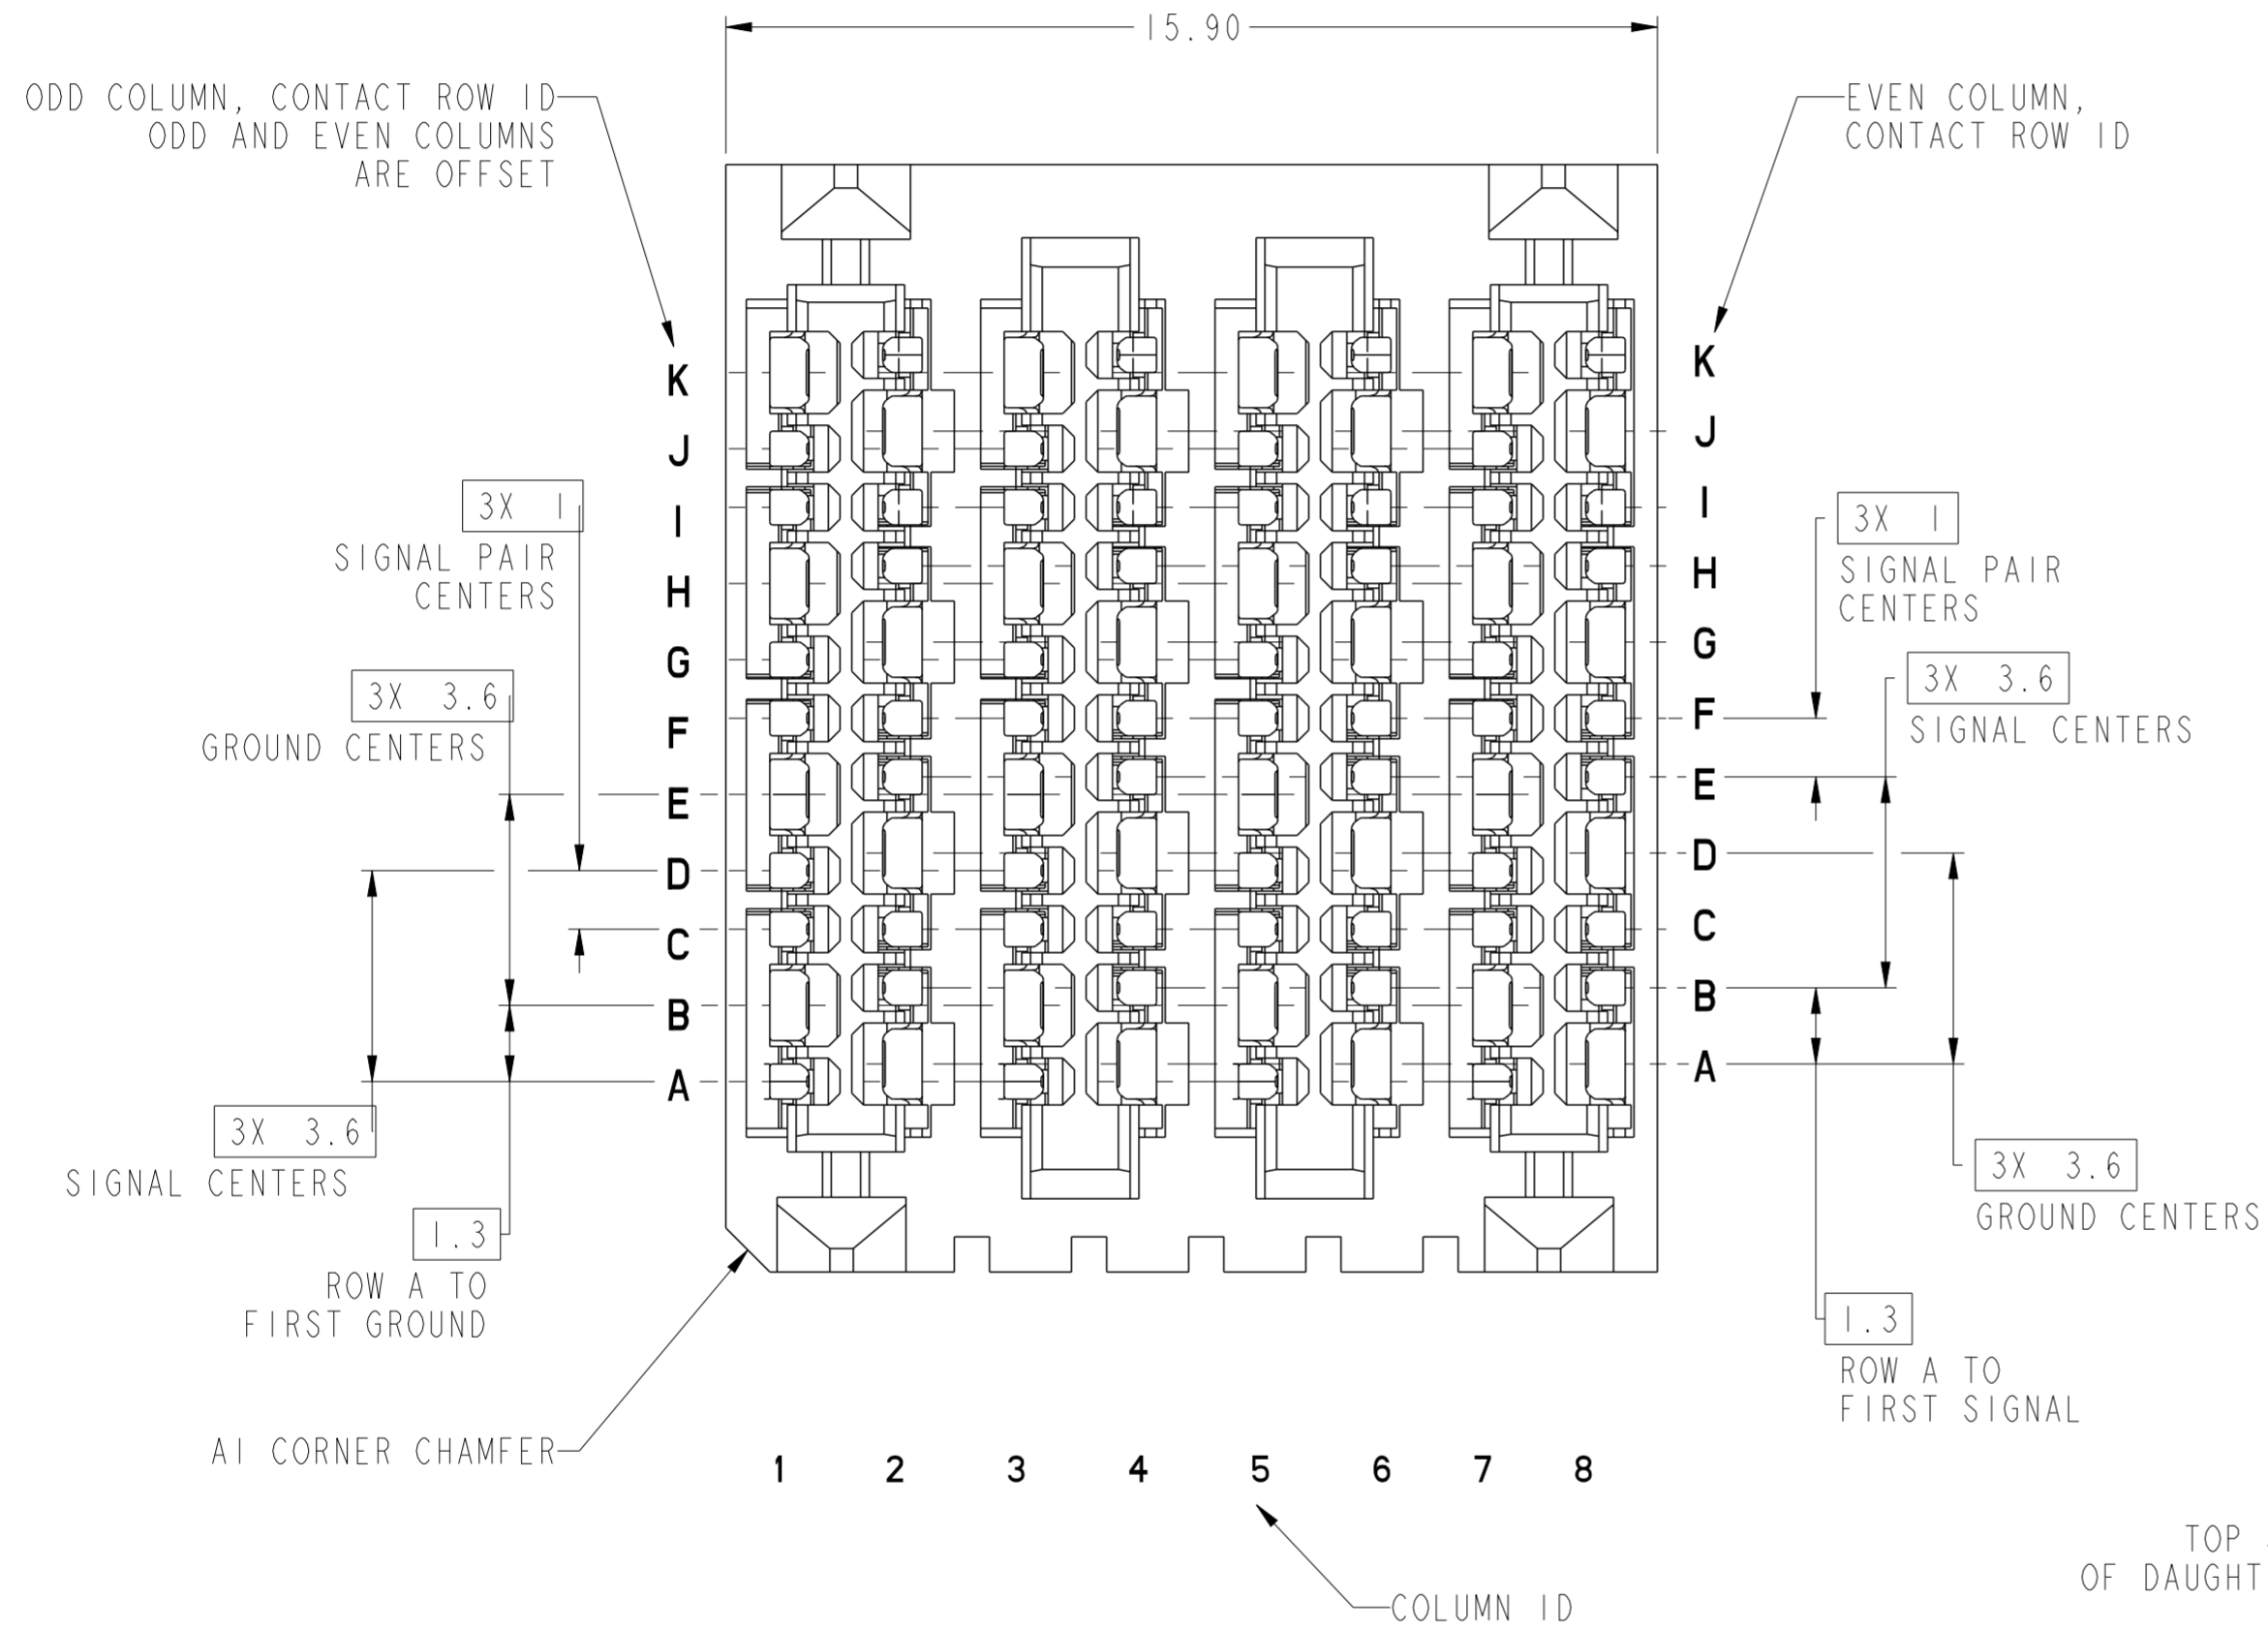 15.90
ODD COLUMN, CONTACT ROW ID
ODD AND EVEN COLUMNS
ARE OFFSET
EVEN COLUMN,
CONTACT ROW ID
K
J
I
H
G
F
E
D
C
B
A
K
J
I
H
G
F
E
D
C
B
A
3X 1
SIGNAL PAIR
CENTERS
3X 3.6
GROUND CENTERS
3X 3.6
SIGNAL CENTERS
1.3
ROW A TO
FIRST GROUND
A1 CORNER CHAMFER
3X 1
SIGNAL PAIR
CENTERS
3X 3.6
SIGNAL CENTERS
3X 3.6
GROUND CENTERS
1.3
ROW A TO
FIRST SIGNAL
1 2 3 4 5 6 7 8
COLUMN ID
TOP
OF DAUGHT